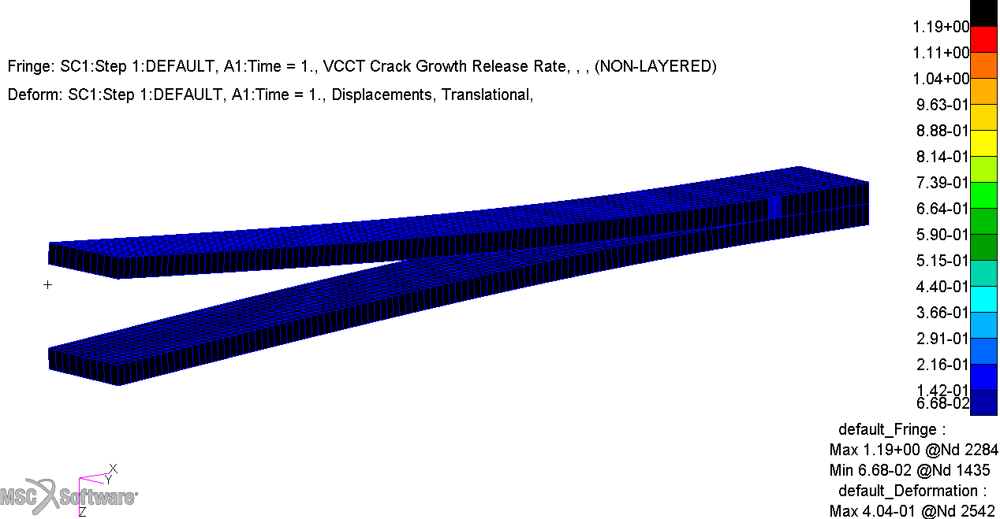 Fringe: SC1:Step 1:DEFAULT, A1:Time = 1., VCCT Crack Growth Release Rate, , , (NON-LAYERED)
Deform: SC1:Step 1:DEFAULT, A1:Time = 1., Displacements, Translational,
1.19+00
1.11+00
1.04+00
9.63-01
8.88-01
8.14-01
7.39-01
6.64-01
5.90-01
5.15-01
4.40-01
3.66-01
2.91-01
2.16-01
1.42-01
6.68-02
default_Fringe :
Max 1.19+00 @Nd 2284
Min 6.68-02 @Nd 1435
default_Deformation :
Max 4.04-01 @Nd 2542
X
Y
Z
MSC Software